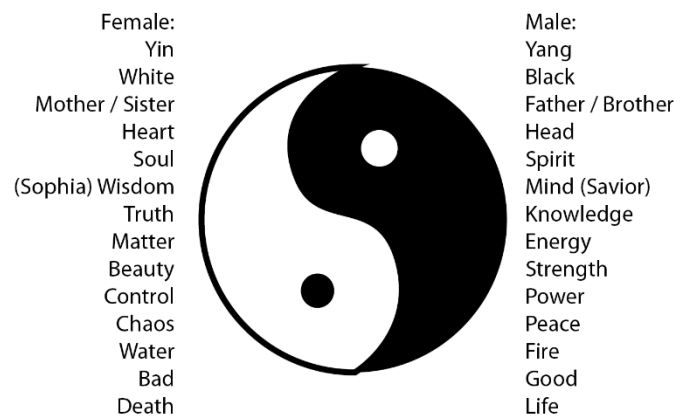 Female:
Yin
White
Mother / Sister
Heart
Soul
(Sophia) Wisdom
Truth
Matter
Beauty
Control
Chaos
Water
Bad
Death
Male:
Yang
Black
Father / Brother
Head
Spirit
Mind (Savior)
Knowledge
Energy
Strength
Power
Peace
Fire
Good
Life